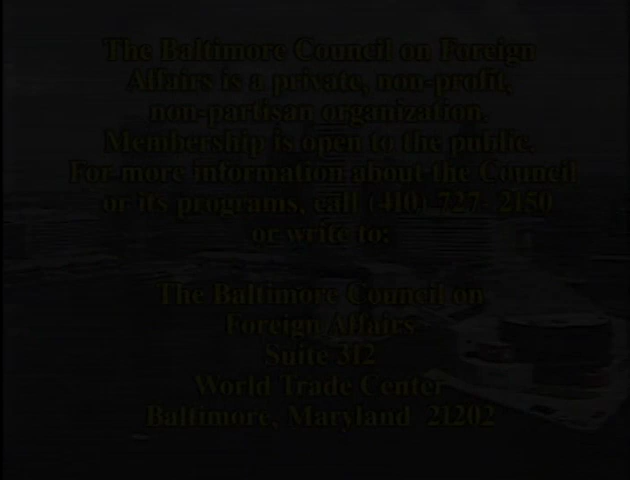 The Baltimore Council on Foreign
Affairs is a private, non-profit,
non-partisan organization.
Membership is open to the public.
For more information about the Council
or its programs, call (410) 727- 2150
or write to:
The Baltimore Council on
Foreign Affairs
Suite 312
World Trade Center
Baltimore, Maryland 21202